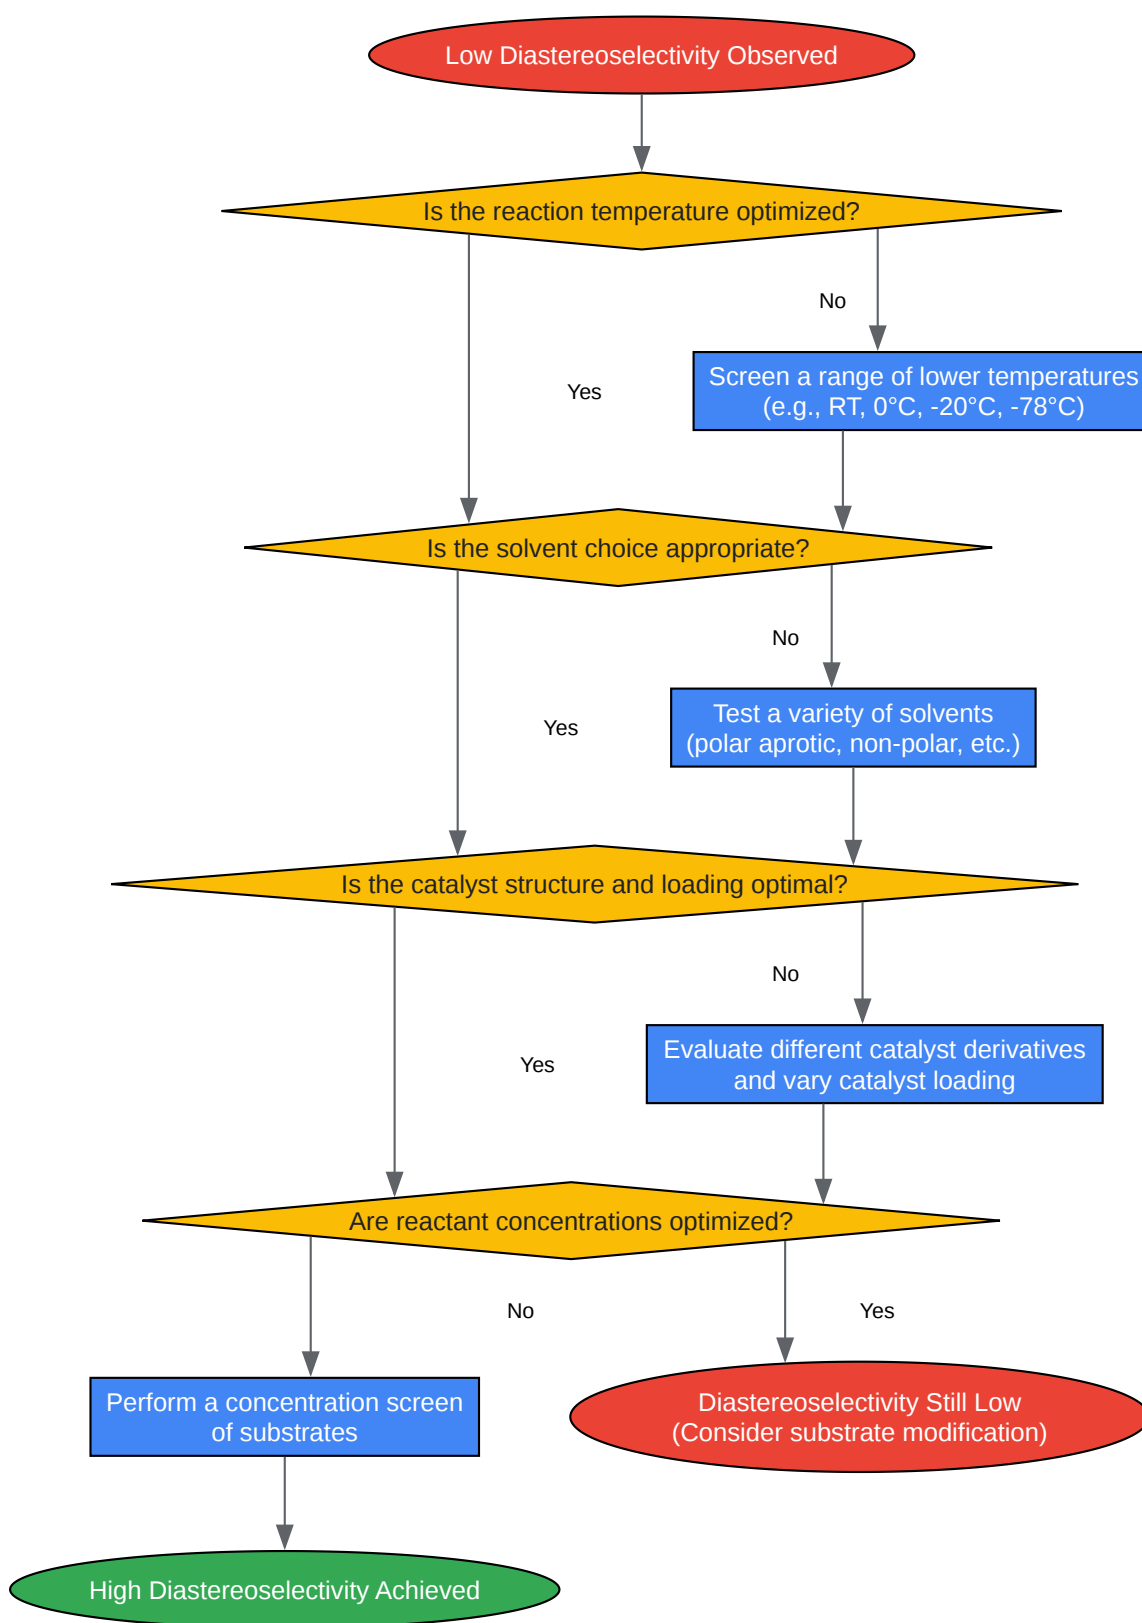 Low Diastereoselectivity Observed
Is the reaction temperature optimized?
No
Screen a range of lower temperatures
(e.g., RT, 0°C, -20°C, -78°C)
Yes
Is the solvent choice appropriate?
No
Test a variety of solvents
(polar aprotic, non-polar, etc.)
Yes
Is the catalyst structure and loading optimal?
No
Evaluate different catalyst derivatives
and vary catalyst loading
Yes
Are reactant concentrations optimized?
No
Yes
Perform a concentration screen
of substrates
Diastereoselectivity Still Low
(Consider substrate modification)
High Diastereoselectivity Achieved